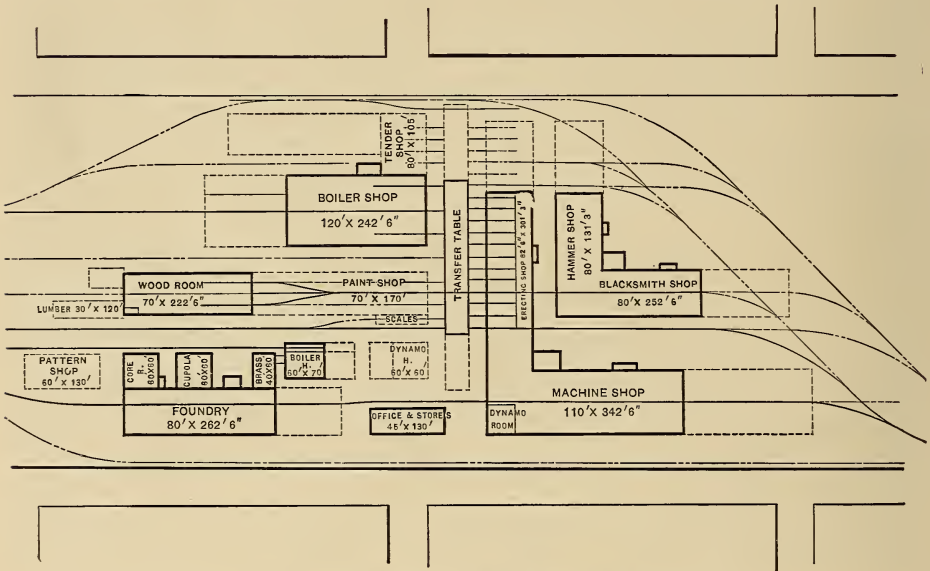 TENDER
SHOP
80' X 105'
BOILER SHOP
120' X 242' 6"
TRANSFER TABLE
ERECTING SHOP 82' 6" X 301' 3"
HAMMER SHOP
80' X 131' 3"
BLACKSMITH SHOP
80' X 252' 6"
WOOD ROOM
70' X 222' 6"
PAINT SHOP
70' X 170'
LUMBER 30' X 120'
SCALES
PATTERN
SHOP
60' X 130'
CORE
R.
60X60
CUPOLA
60X60
BRASS
40X60
BOILER
H.
60' X 70'
DYNAMO
H.
60' X 60'
FOUNDRY
80' X 262' 6"
OFFICE & STORES
45' X 130'
DYNAMO
ROOM
MACHINE SHOP
110' X 342' 6"